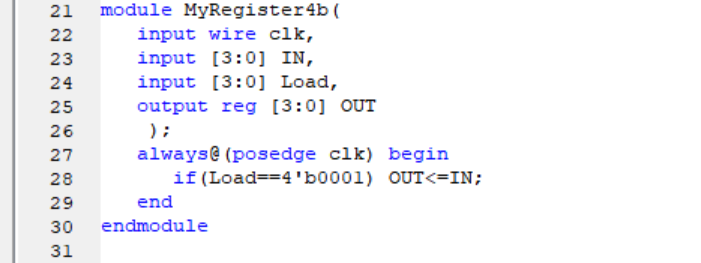 21 module MyRegister4b(
22 input wire clk,
23 input [3:0] IN,
24 input [3:0] Load,
25 output reg [3:0] OUT
26 );
27 always@(posedge clk) begin
28 if(Load==4'b0001) OUT<=IN;
29 end
30 endmodule
31